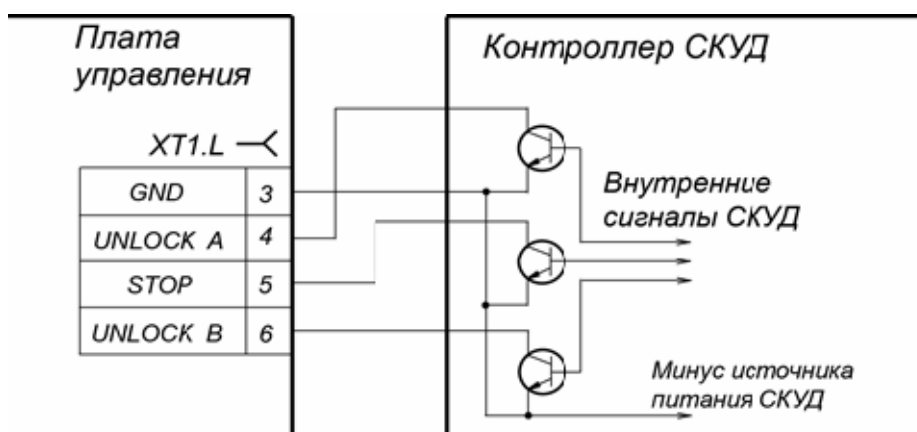 Плата
управления
Контроллер СКУД
XT1.L
GND 3
UNLOCK A 4
STOP 5
UNLOCK B 6
Внутренние
сигналы СКУД
Минус источника
питания СКУД